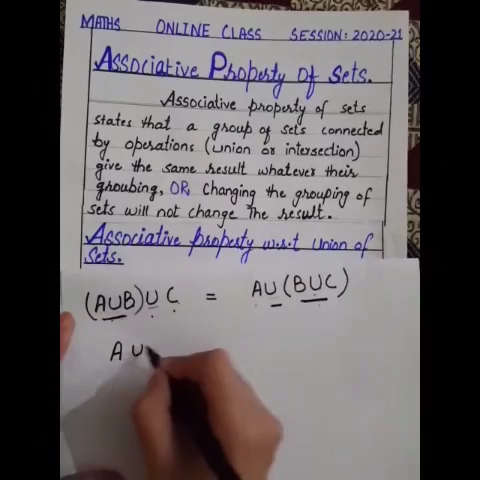 MATHS ONLINE CLASS SESSION: 2020-21
Associative Property Of Sets.
Associative property of sets
states that a group of sets connected
by operations (union or intersection)
give the same result whatever their
groubing, OR, Changing the grouping of
sets will not change the result.
Associative property w.r.t Union of
Sets.
(AUB)UC = AU(BUC)
AU